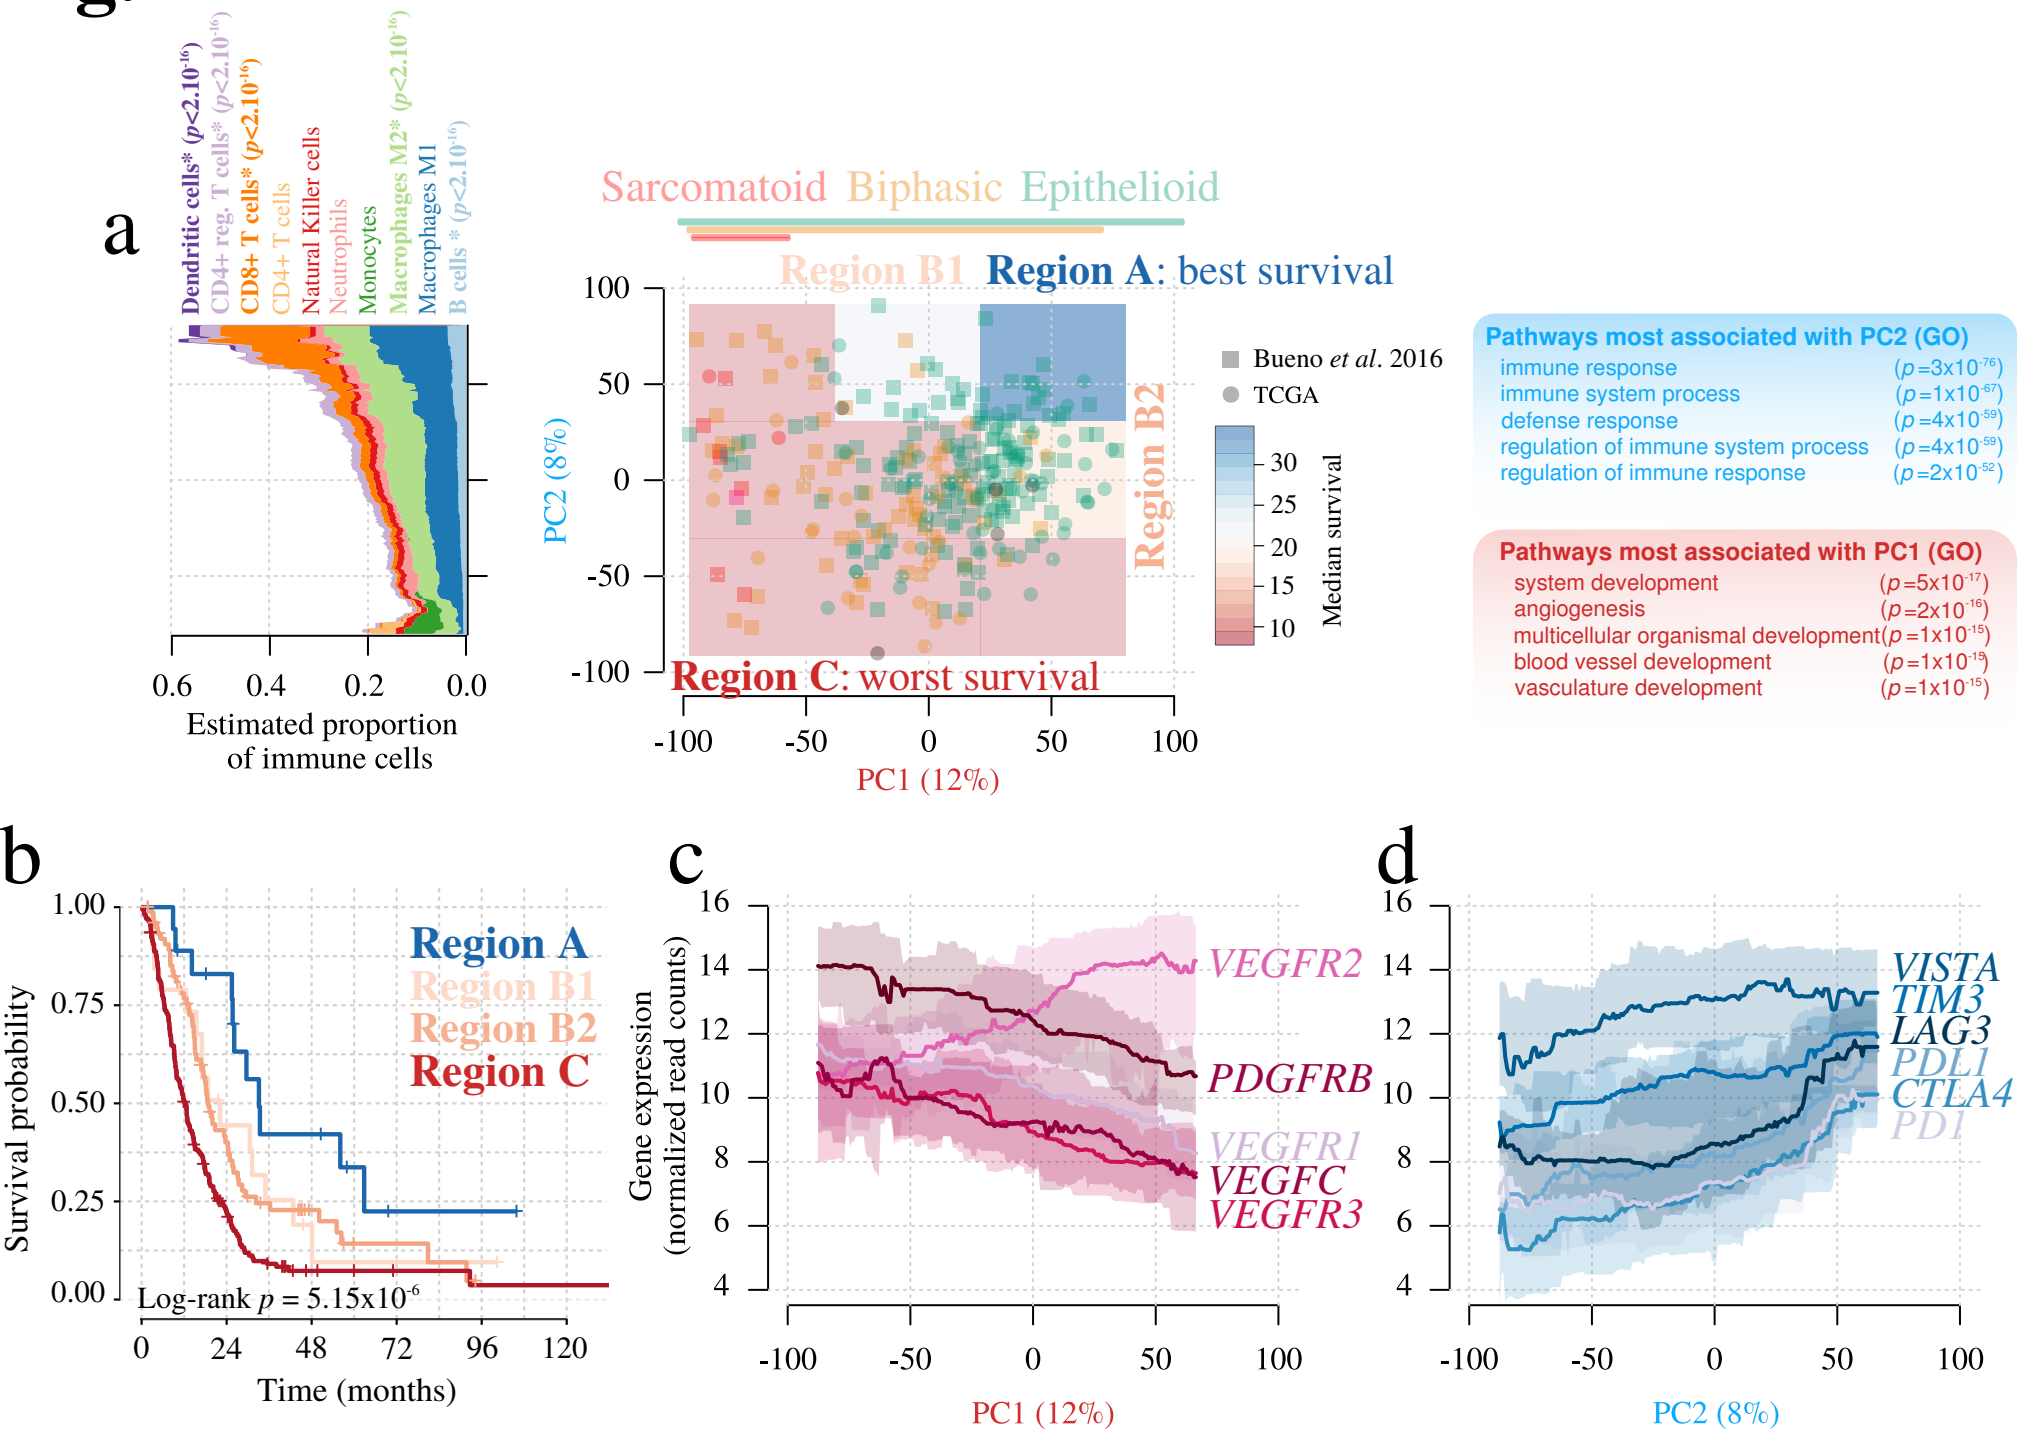 a
Dendritic cells* (p<2.10-16)
CD4+ reg. T cells* (p<2.10-16)
CD8+ T cells* (p<2.10-16)
CD4+ T cells
Natural Killer cells
Neutrophils
Monocytes
Macrophages M2* (p<2.10-16)
Macrophages M1
B cells * (p<2.10-16)
0.6 0.4 0.2 0.0
Estimated proportion
of immune cells
Sarcomatoid Biphasic Epithelioid
Region B1 Region A: best survival
Region B2
Region C: worst survival
100
50
0
-50
-100
PC2 (8%)
-100 -50 0 50 100
PC1 (12%)
Bueno et al. 2016
TCGA
30
25
20
15
10
Median survival
Pathways most associated with PC2 (GO)
immune response (p=3x10-76)
immune system process (p=1x10-67)
defense response (p=4x10-59)
regulation of immune system process (p=4x10-59)
regulation of immune response (p=2x10-52)
Pathways most associated with PC1 (GO)
system development (p=5x10-17)
angiogenesis (p=2x10-16)
multicellular organismal development(p=1x10-15)
blood vessel development (p=1x10-15)
vasculature development (p=1x10-15)
b
1.00
0.75
0.50
0.25
0.00
Survival probability
Region A
Region B1
Region B2
Region C
Log-rank p = 5.15x10-6
0 24 48 72 96 120
Time (months)
c
16
14
12
10
8
6
4
Gene expression
(normalized read counts)
VEGFR2
PDGFRB
VEGFR1
VEGFC
VEGFR3
-100 -50 0 50 100
PC1 (12%)
d
16
14
12
10
8
6
4
VISTA
TIM3
LAG3
PDL1
CTLA4
PD1
-100 -50 0 50 100
PC2 (8%)